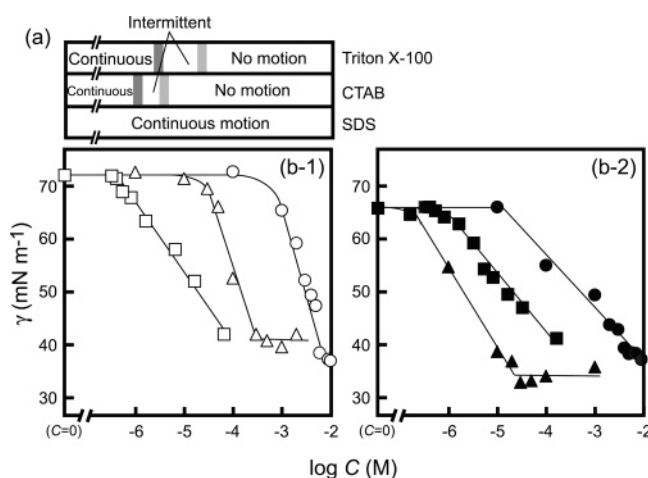 Intermittent
(a)
Continuous No motion Triton X-100
Continuous No motion CTAB
Continuous motion SDS
(b-1) (b-2)
70 70
60 60
γ (mN m-1)
50 50
40 40
30 30
(C=0) -6 -5 -4 -3 -2 (C=0) -6 -5 -4 -3 -2
log C (M)